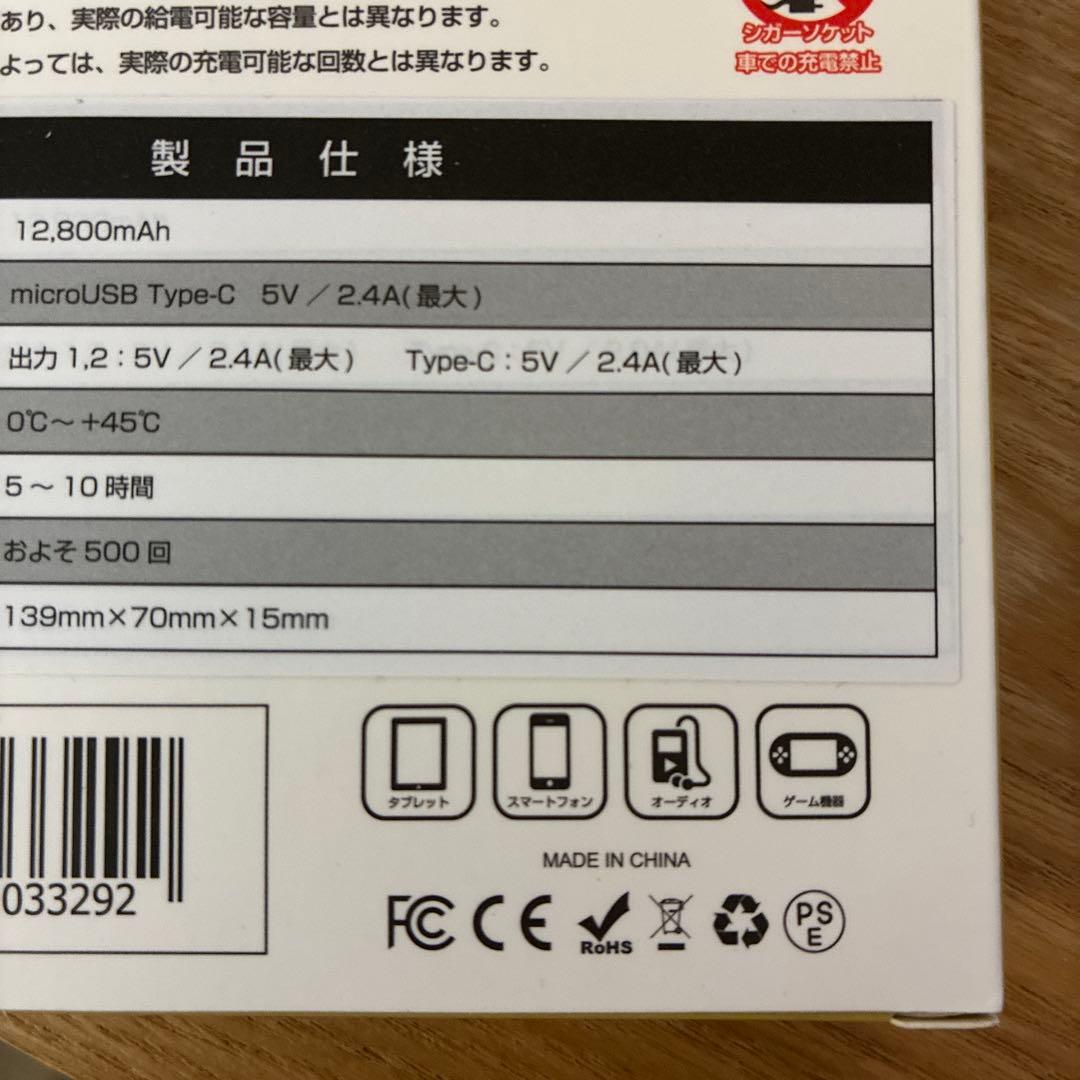 あり、実際の給電可能な容量とは異なります。
よっては、実際の充電可能な回数とは異なります。
シガーソケット
車での充電禁止
製品仕様
12,800mAh
microUSB Type-C 5V / 2.4A(最大)
出力1,2：5V / 2.4A(最大) Type-C：5V / 2.4A(最大)
0℃〜+45℃
5〜10時間
およそ500回
139mm×70mm×15mm
タブレット
スマートフォン
オーディオ
ゲーム機器
033292
MADE IN CHINA
FC CE RoHS PSE